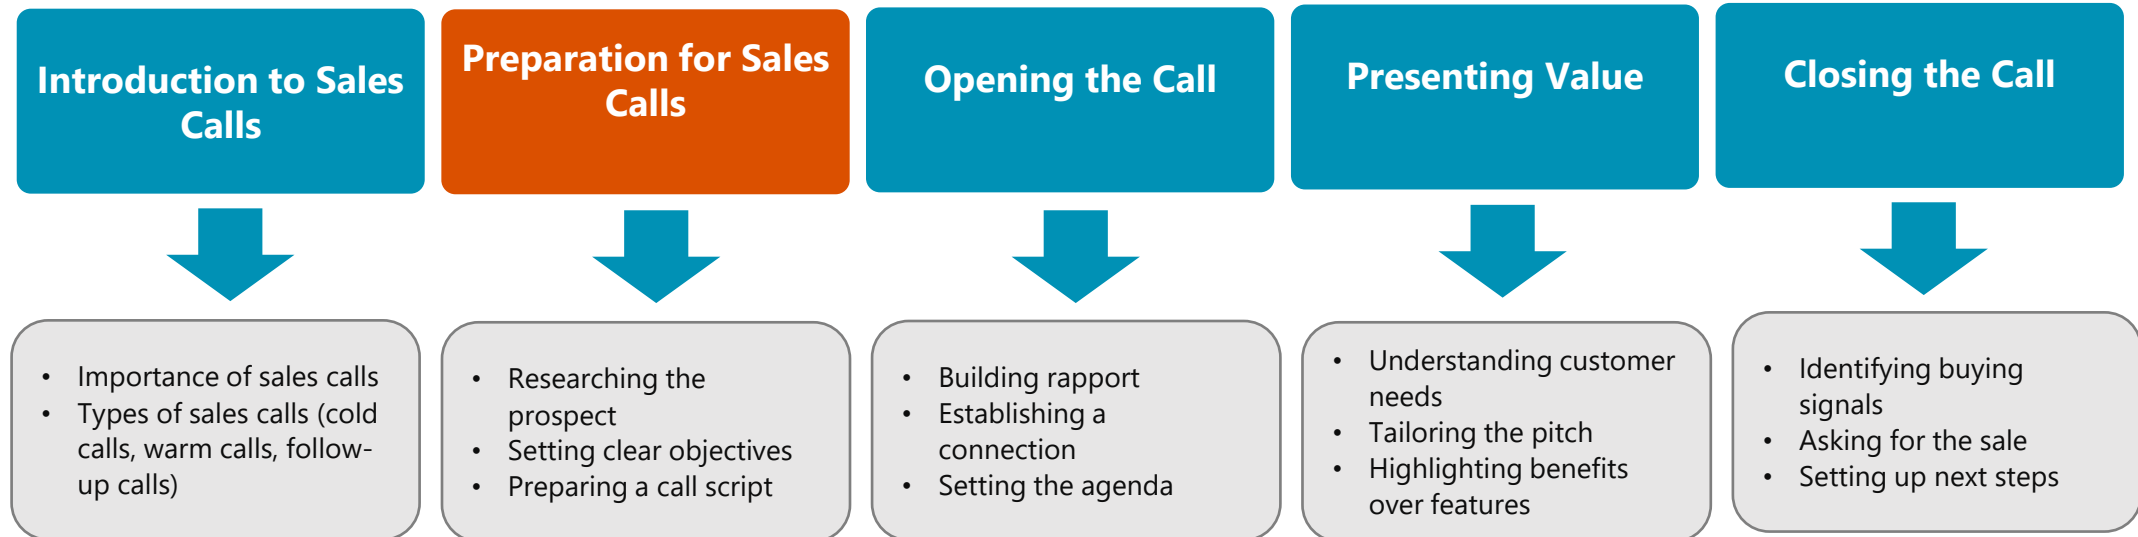 Introduction to Sales
Calls
Preparation for Sales
Calls
Opening the Call
Presenting Value
Closing the Call
• Importance of sales calls
• Types of sales calls (cold
calls, warm calls, follow-
up calls)
• Researching the
prospect
• Setting clear objectives
• Preparing a call script
• Building rapport
• Establishing a
connection
• Setting the agenda
• Understanding customer
needs
• Tailoring the pitch
• Highlighting benefits
over features
• Identifying buying
signals
• Asking for the sale
• Setting up next steps